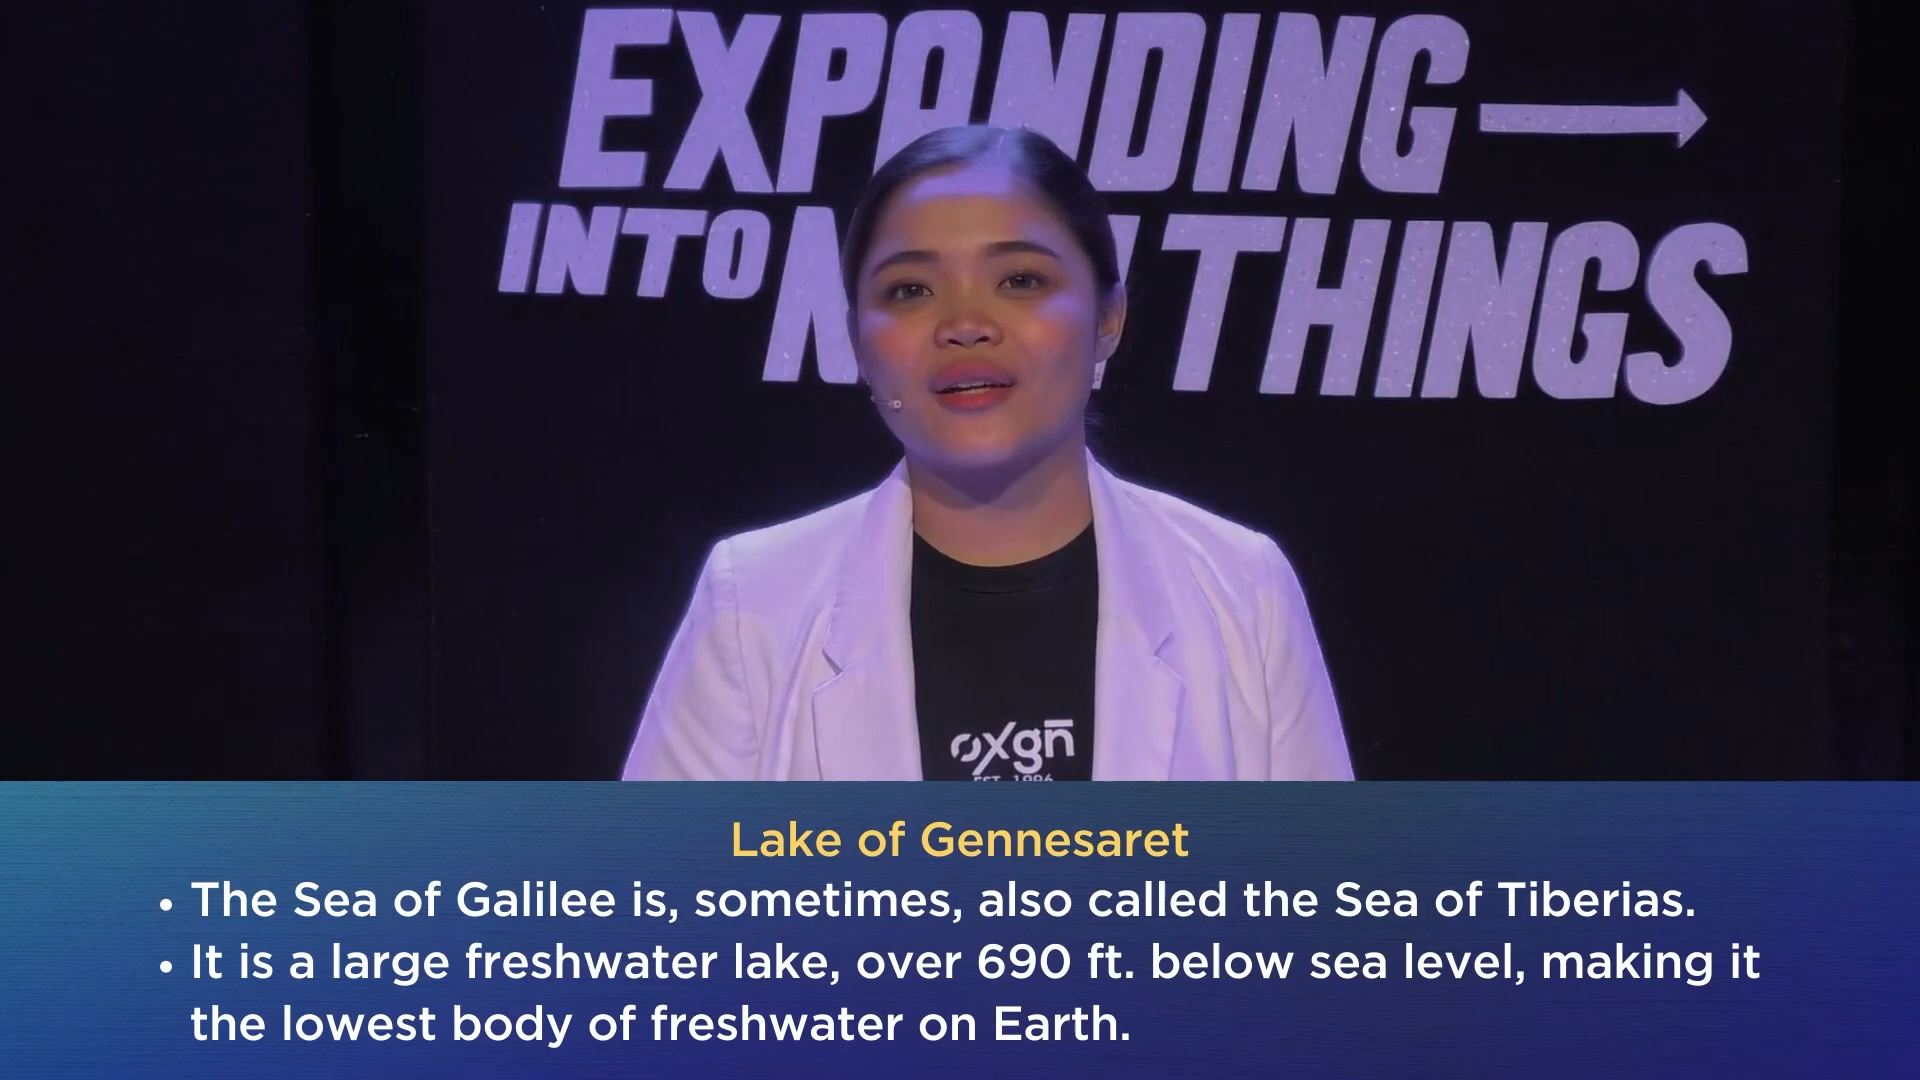 EXPANDING
INTO THINGS
oxgn
EST. 1996
Lake of Gennesaret
• The Sea of Galilee is, sometimes, also called the Sea of Tiberias.
• It is a large freshwater lake, over 690 ft. below sea level, making it
the lowest body of freshwater on Earth.